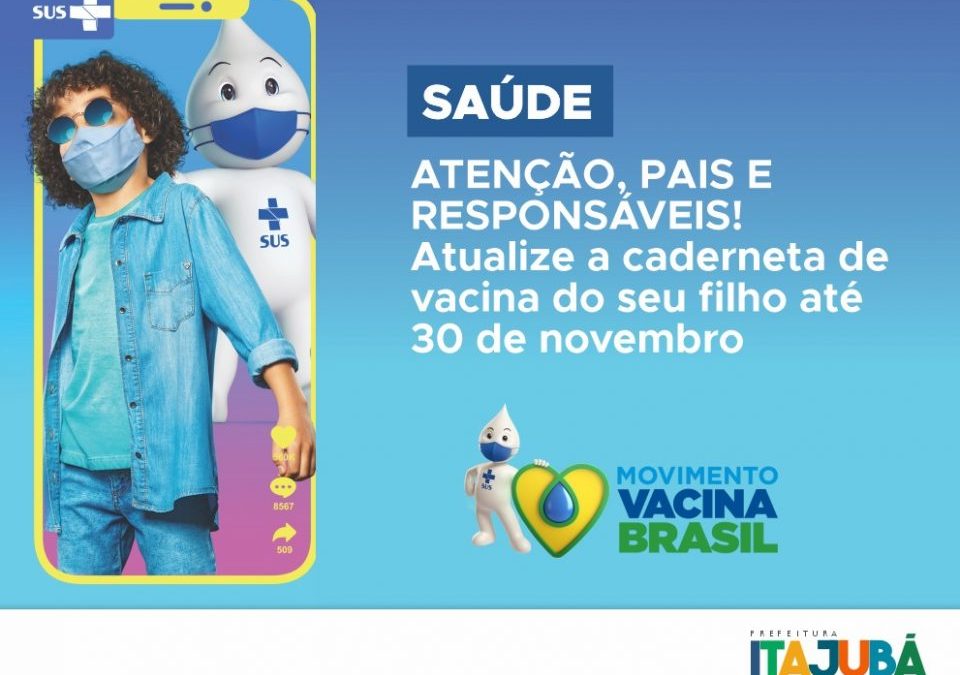 SUS
SUS
8567
509
SAÚDE
ATENÇÃO, PAIS E
RESPONSÁVEIS!
Atualize a caderneta de
vacina do seu filho até
30 de novembro
SUS
MOVIMENTO
VACINA
BRASIL
PREFEITURA
ITAJUBÁ